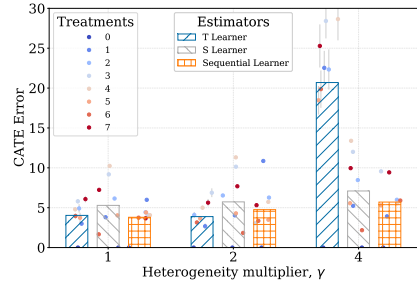 30
25
20
15
10
5
0
CATE Error
Treatments
0
1
2
3
4
5
6
7
Estimators
T Learner
S Learner
Sequential Learner
1
2
4
Heterogeneity multiplier, γ